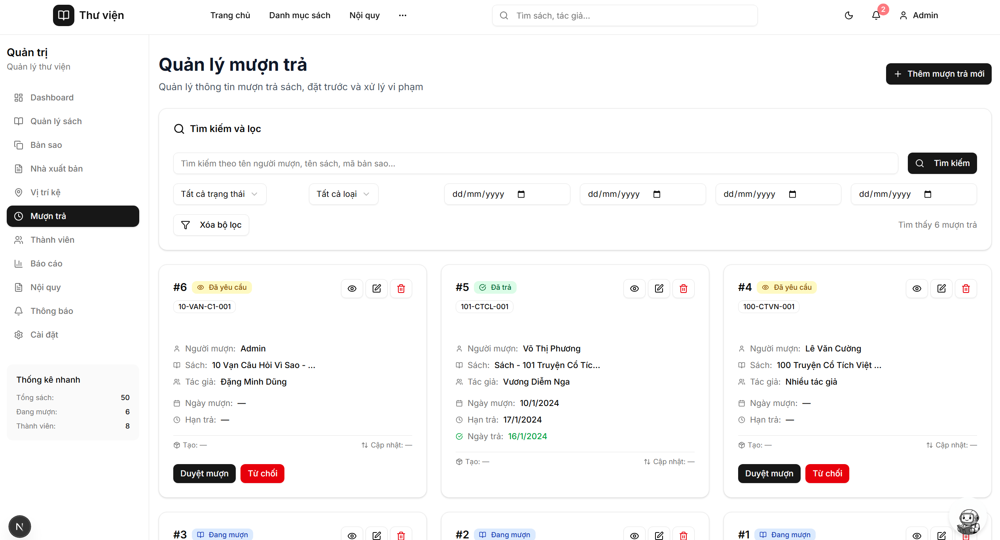 Thư viện
Trang chủ
Danh mục sách
Nội quy
Tìm sách, tác giả...
2
Admin
Quản trị
Quản lý thư viện
Dashboard
Quản lý sách
Bản sao
Nhà xuất bản
Vị trí kệ
Mượn trả
Thành viên
Báo cáo
Nội quy
Thông báo
Cài đặt
Thống kê nhanh
Tổng sách: 50
Đang mượn: 6
Thành viên: 8
N
Quản lý mượn trả
Quản lý thông tin mượn trả sách, đặt trước và xử lý vi phạm
Thêm mượn trả mới
Tìm kiếm và lọc
Tìm kiếm theo tên người mượn, tên sách, mã bản sao...
Tìm kiếm
Tất cả trạng thái
Tất cả loại
dd/mm/yyyy
dd/mm/yyyy
dd/mm/yyyy
dd/mm/yyyy
Xóa bộ lọc
Tìm thấy 6 mượn trả
#6 Đã yêu cầu
10-VAN-C1-001
Người mượn: Admin
Sách: 10 Vạn Câu Hỏi Vì Sao - ...
Tác giả: Đặng Minh Dũng
Ngày mượn: —
Hạn trả: —
Tạo: —
Cập nhật: —
Duyệt mượn
Từ chối
#5 Đã trả
101-CTCL-001
Người mượn: Võ Thị Phương
Sách: Sách - 101 Truyện Cổ Tíc...
Tác giả: Vương Diễm Nga
Ngày mượn: 10/1/2024
Hạn trả: 17/1/2024
Ngày trả: 16/1/2024
Tạo: —
Cập nhật: —
#4 Đã yêu cầu
100-CTVN-001
Người mượn: Lê Văn Cường
Sách: 100 Truyện Cổ Tích Việt ...
Tác giả: Nhiều tác giả
Ngày mượn: —
Hạn trả: —
Tạo: —
Cập nhật: —
Duyệt mượn
Từ chối
#3 Đang mượn
#2 Đang mượn
#1 Đang mượn